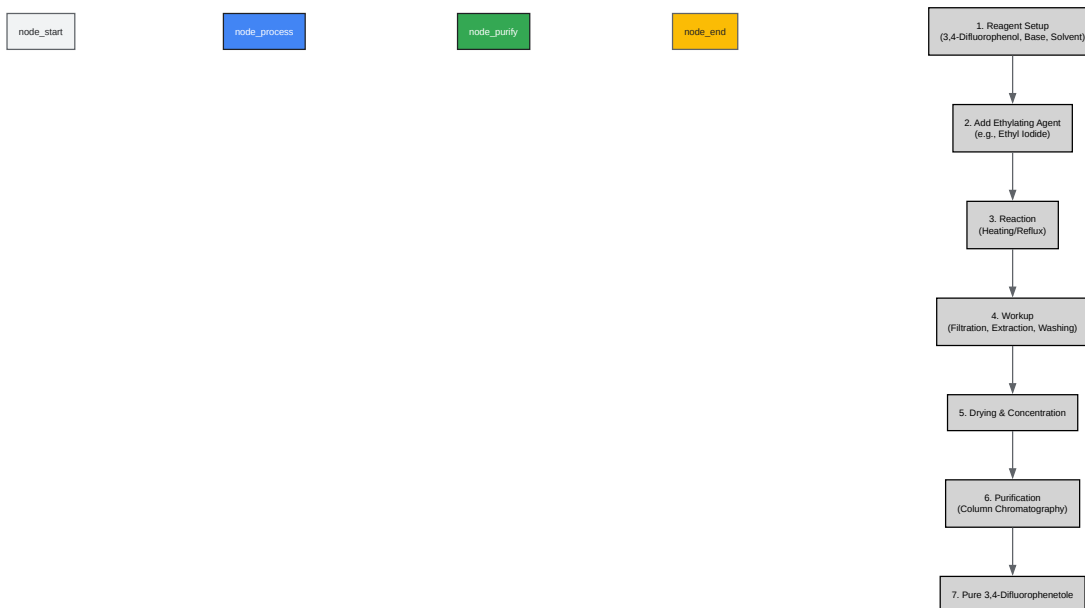 node_start
node_process
node_purify
node_end
1. Reagent Setup
(3,4-Difluorophenol, Base, Solvent)
2. Add Ethylating Agent
(e.g., Ethyl Iodide)
3. Reaction
(Heating/Reflux)
4. Workup
(Filtration, Extraction, Washing)
5. Drying & Concentration
6. Purification
(Column Chromatography)
7. Pure 3,4-Difluorophenetole